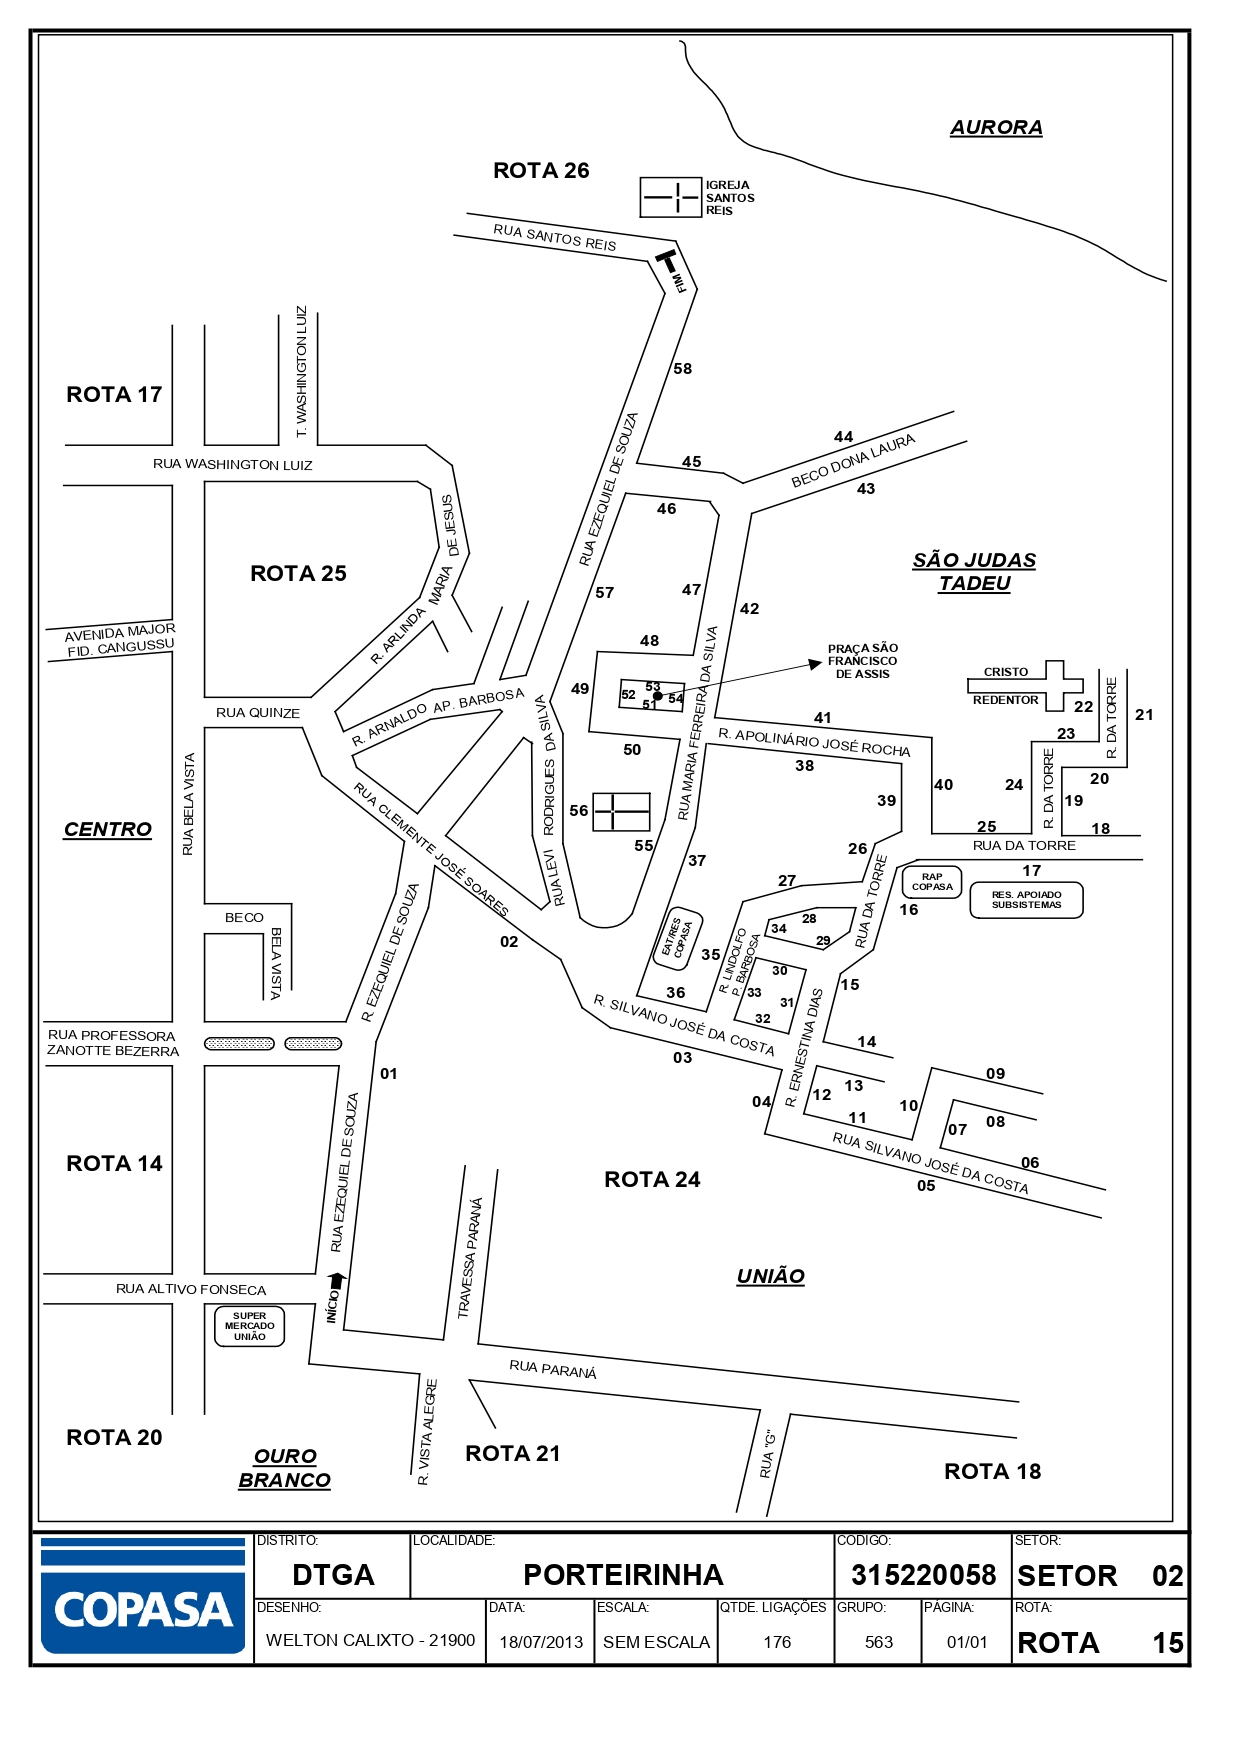 AURORA
ROTA 26
IGREJA
SANTOS
REIS
RUA SANTOS REIS
FIM
T. WASHINGTON LUIZ
58
ROTA 17
RUA WASHINGTON LUIZ
RUA EZEQUIEL DE SOUZA
44
BECO DONA LAURA
43
45
46
DE JESUS
MARIA
R. ARLINDA
ROTA 25
SÃO JUDAS
TADEU
57
47
42
AVENIDA MAJOR
FID. CANGUSSU
48
PRAÇA SÃO
FRANCISCO
DE ASSIS
49
52
53
51
54
50
CRISTO
REDENTOR
22
R. DA TORRE
21
RUA QUINZE
R. ARNALDO AP. BARBOSA
RUA MARIA FERREIRA DA SILVA
41
R. APOLINÁRIO JOSÉ ROCHA
38
23
24
R. DA TORRE
20
19
18
RUA BELA VISTA
CENTRO
RUA CLEMENTE JOSÉ SOARES
RUA LEVI RODRIGUES DA SILVA
56
55
37
39
40
25
RUA DA TORRE
17
26
27
RUA DA TORRE
RAP
COPASA
RES. APOIADO
SUBSISTEMAS
16
BECO
BELA VISTA
R. EZEQUIEL DE SOUZA
02
EAT/RES
COPASA
35
R. LINDOLFO
P. BARBOSA
34
28
29
30
33
31
32
15
36
R. SILVANO JOSÉ DA COSTA
03
R. ERNESTINA DIAS
14
RUA PROFESSORA
ZANOTTE BEZERRA
01
04
12
13
11
10
09
08
07
06
RUA SILVANO JOSÉ DA COSTA
05
RUA EZEQUIEL DE SOUZA
ROTA 14
ROTA 24
TRAVESSA PARANÁ
UNIÃO
RUA ALTIVO FONSECA
INÍCIO
SUPER
MERCADO
UNIÃO
RUA PARANÁ
R. VISTA ALEGRE
ROTA 20
OURO
BRANCO
ROTA 21
RUA "G"
ROTA 18
COPASA
DISTRITO:
DTGA
LOCALIDADE:
PORTEIRINHA
CODIGO:
315220058
SETOR:
SETOR 02
DESENHO:
WELTON CALIXTO - 21900
DATA:
18/07/2013
ESCALA:
SEM ESCALA
QTDE. LIGAÇÕES
176
GRUPO:
563
PÁGINA:
01/01
ROTA:
ROTA 15